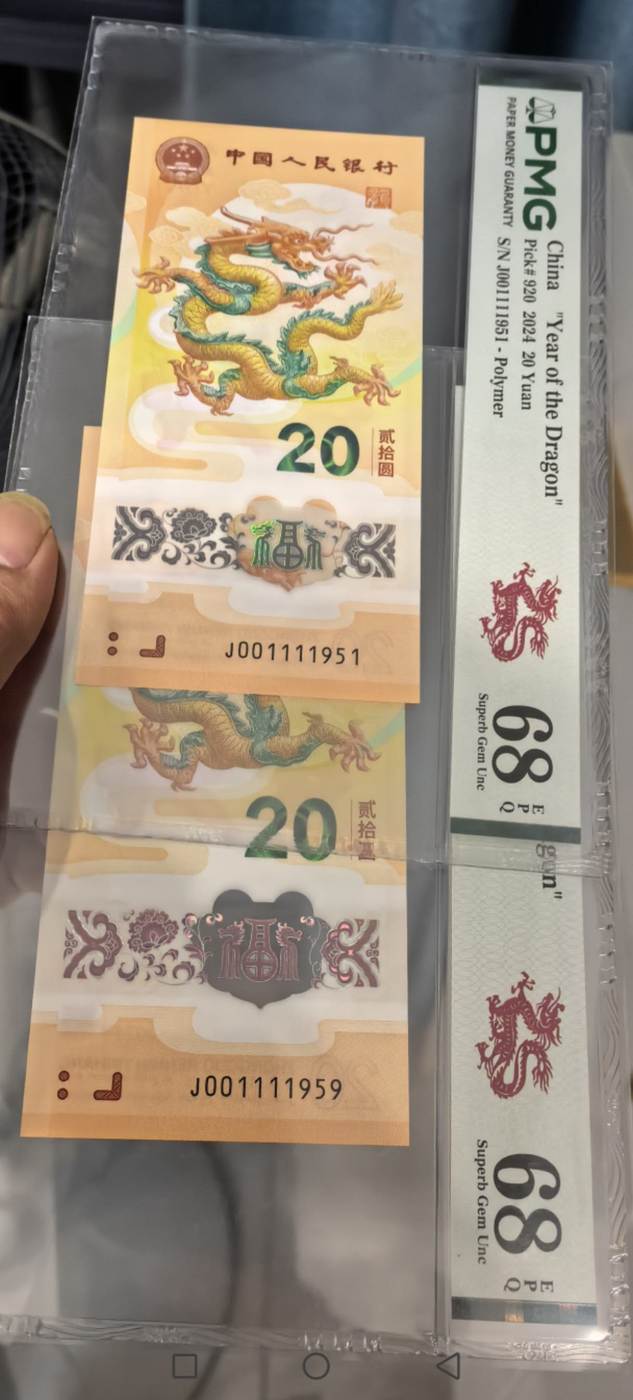 中国人民银行
20
贰拾圆
福
J001111951
PMG
PAPER MONEY GUARANTY
China "Year of the Dragon"
Pick# 920 2024 20 Yuan
S/N J001111951 - Polymer
68
E
P
Q
Superb Gem Unc
20
贰拾圆
福
J001111959
gon"
68
E
P
Q
Superb Gem Unc